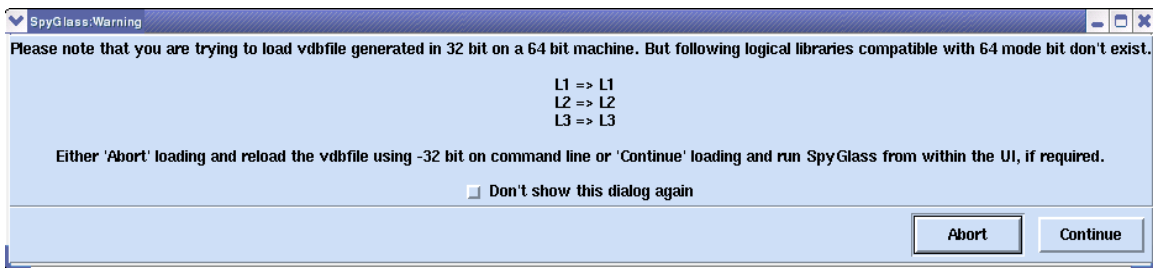 SpyGlass:Warning
Please note that you are trying to load vdbfile generated in 32 bit on a 64 bit machine. But following logical libraries compatible with 64 mode bit don't exist.
L1 => L1
L2 => L2
L3 => L3
Either 'Abort' loading and reload the vdbfile using -32 bit on command line or 'Continue' loading and run SpyGlass from within the UI, if required.
Don't show this dialog again
Abort Continue